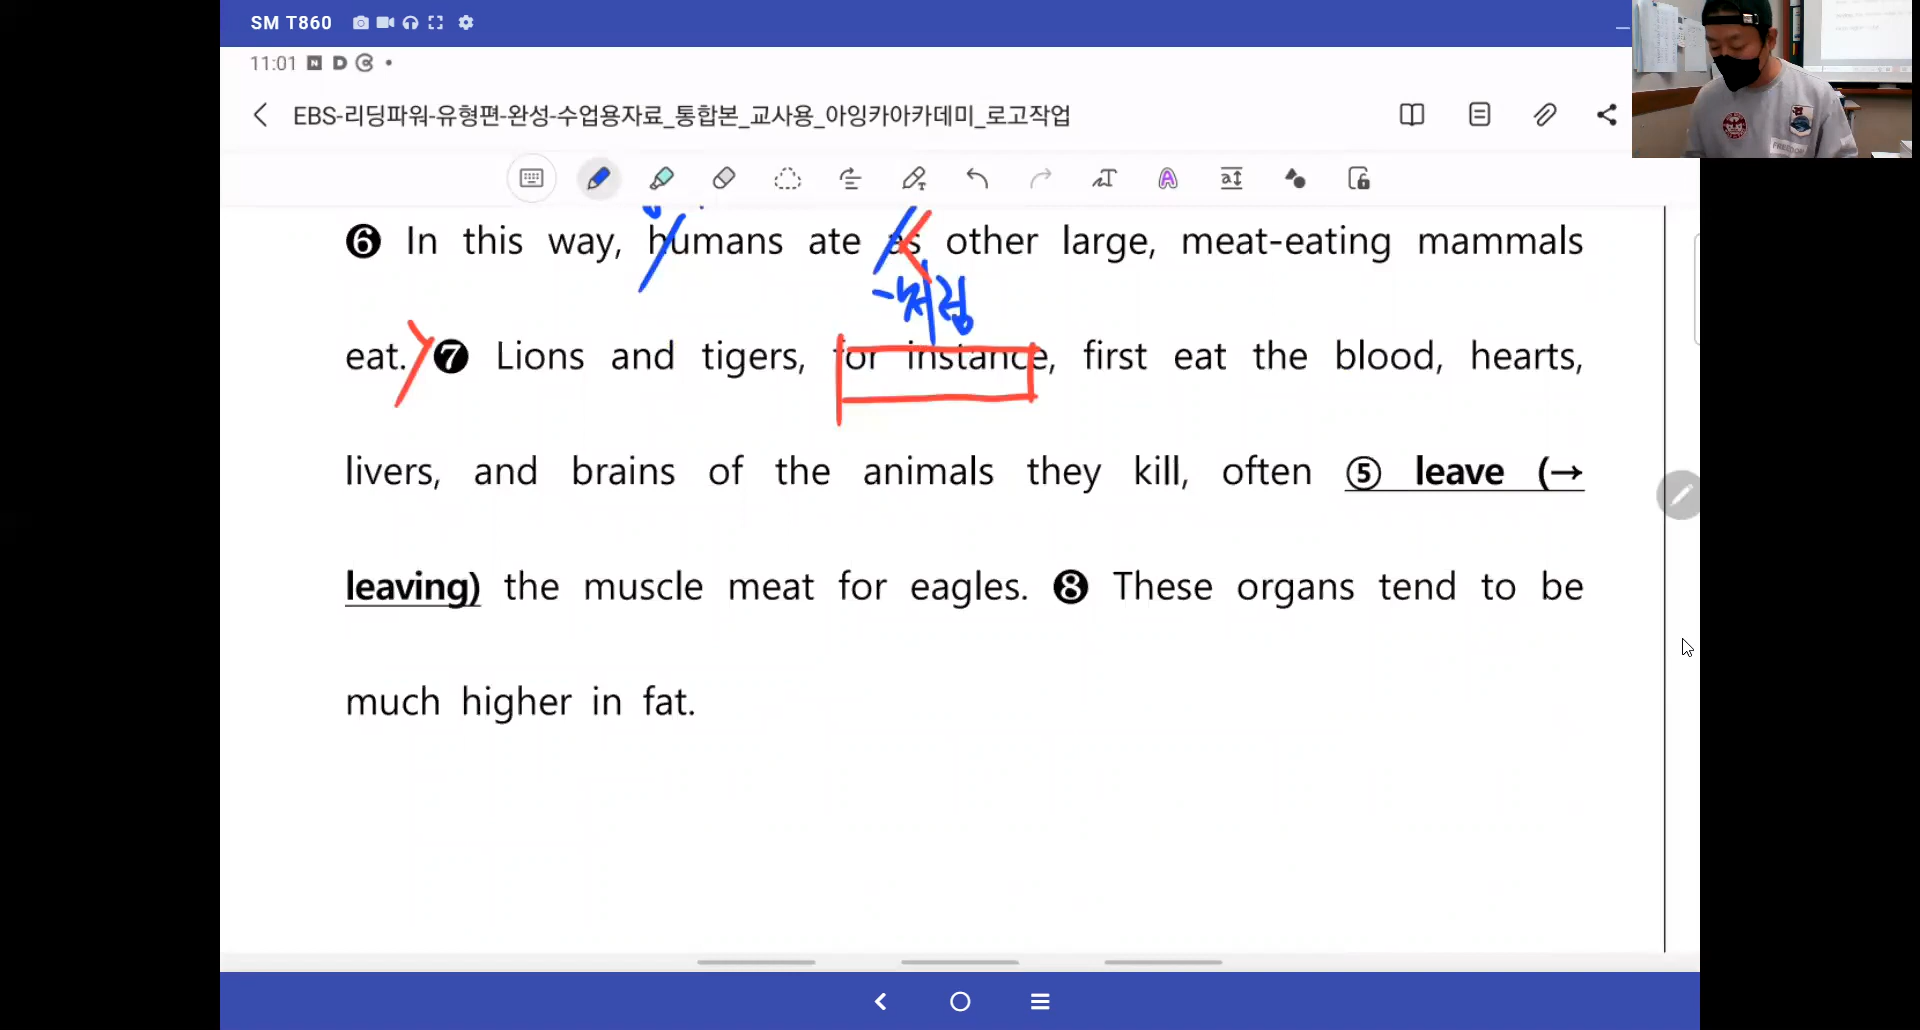 SM T860
11:01
EBS-리딩파워-유형편-완성-수업용자료_통합본_교사용_아잉카아카데미_로고작업
❻ In this way, humans ate as other large, meat-eating mammals
~처럼
eat. ❼ Lions and tigers, for instance, first eat the blood, hearts,
livers, and brains of the animals they kill, often ⑤ leave (→
leaving) the muscle meat for eagles. ❽ These organs tend to be
much higher in fat.